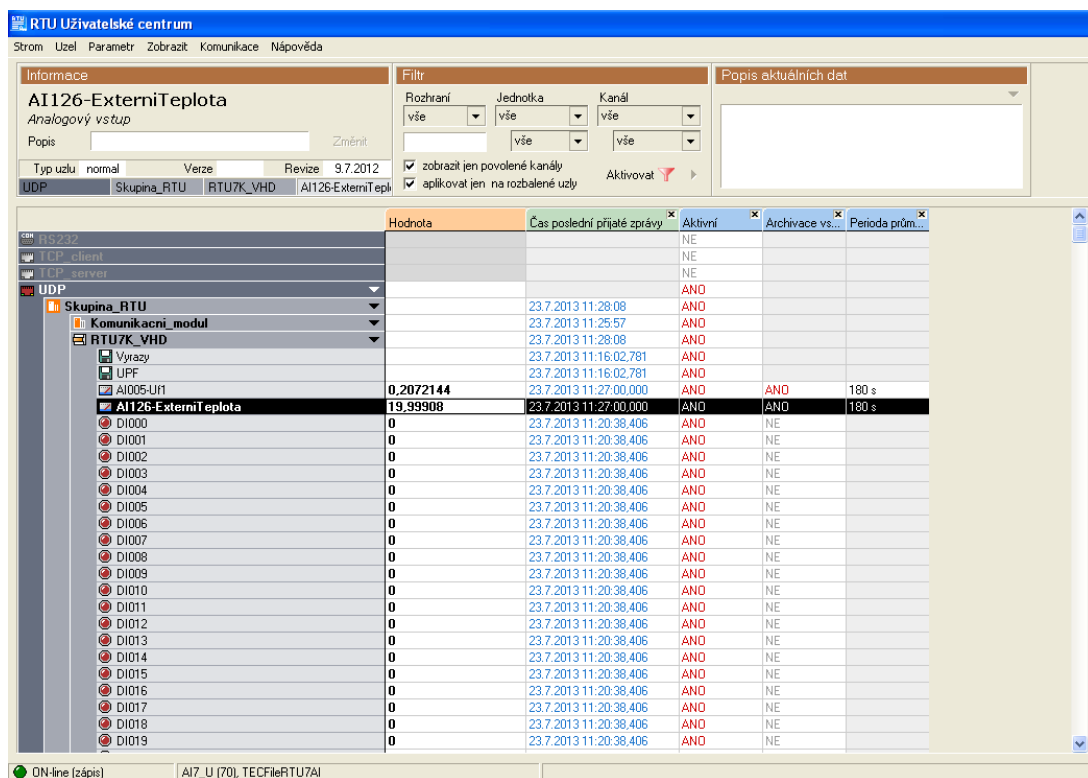 RTU Uživatelské centrum
Strom Uzel Parametr Zobrazit Komunikace Nápověda
Informace
AI126-ExterniTeplota
Analogový vstup
Popis Změnit
Typ uzlu normal Verze Revize 9.7.2012
UDP Skupina_RTU RTU7K_VHD AI126-ExterniTepl
Filtr
Rozhraní Jednotka Kanál
vše vše vše
vše vše
zobrazit jen povolené kanály
aplikovat jen na rozbalené uzly
Aktivovat
Popis aktuálních dat
Hodnota Čas poslední přijaté zprávy Aktivní Archivace vs... Perioda prům...
RS232 NE
TCP_client NE
TCP_server NE
UDP ANO
Skupina_RTU 23.7.2013 11:28:08 ANO
Komunikacni_modul 23.7.2013 11:25:57 ANO
RTU7K_VHD 23.7.2013 11:28:08 ANO
Vyrazy 23.7.2013 11:16:02,781 ANO
UPF 23.7.2013 11:16:02,781 ANO
AI005-Uf1 0,2072144 23.7.2013 11:27:00,000 ANO ANO 180 s
AI126-ExterniTeplota 19,99908 23.7.2013 11:27:00,000 ANO ANO 180 s
DI000 0 23.7.2013 11:20:38,406 ANO NE
DI001 0 23.7.2013 11:20:38,406 ANO NE
DI002 0 23.7.2013 11:20:38,406 ANO NE
DI003 0 23.7.2013 11:20:38,406 ANO NE
DI004 0 23.7.2013 11:20:38,406 ANO NE
DI005 0 23.7.2013 11:20:38,406 ANO NE
DI006 0 23.7.2013 11:20:38,406 ANO NE
DI007 0 23.7.2013 11:20:38,406 ANO NE
DI008 0 23.7.2013 11:20:38,406 ANO NE
DI009 0 23.7.2013 11:20:38,406 ANO NE
DI010 0 23.7.2013 11:20:38,406 ANO NE
DI011 0 23.7.2013 11:20:38,406 ANO NE
DI012 0 23.7.2013 11:20:38,406 ANO NE
DI013 0 23.7.2013 11:20:38,406 ANO NE
DI014 0 23.7.2013 11:20:38,406 ANO NE
DI015 0 23.7.2013 11:20:38,406 ANO NE
DI016 0 23.7.2013 11:20:38,406 ANO NE
DI017 0 23.7.2013 11:20:38,406 ANO NE
DI018 0 23.7.2013 11:20:38,406 ANO NE
DI019 0 23.7.2013 11:20:38,406 ANO NE
ON-line (zápis) AI7_U (70), TECFileRTU7AI